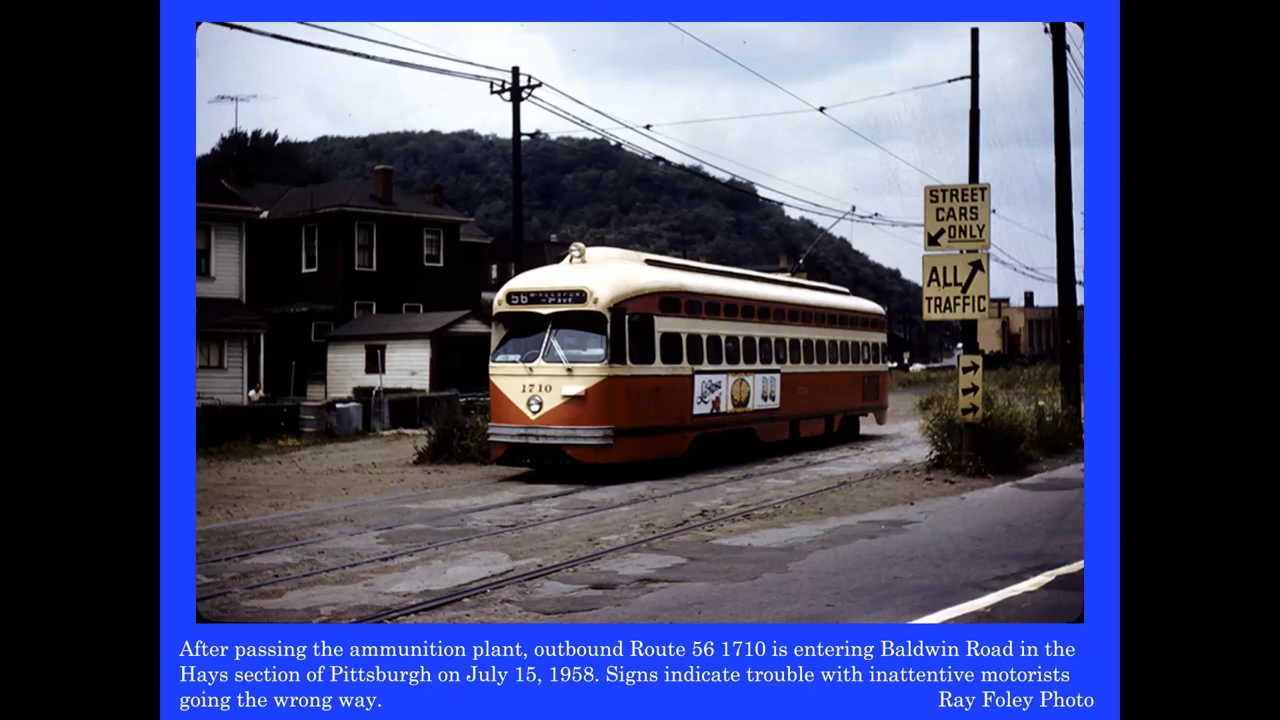 STREET
CARS
ONLY
ALL
TRAFFIC
56
2ND AVE
1710
After passing the ammunition plant, outbound Route 56 1710 is entering Baldwin Road in the
Hays section of Pittsburgh on July 15, 1958. Signs indicate trouble with inattentive motorists
going the wrong way. Ray Foley Photo